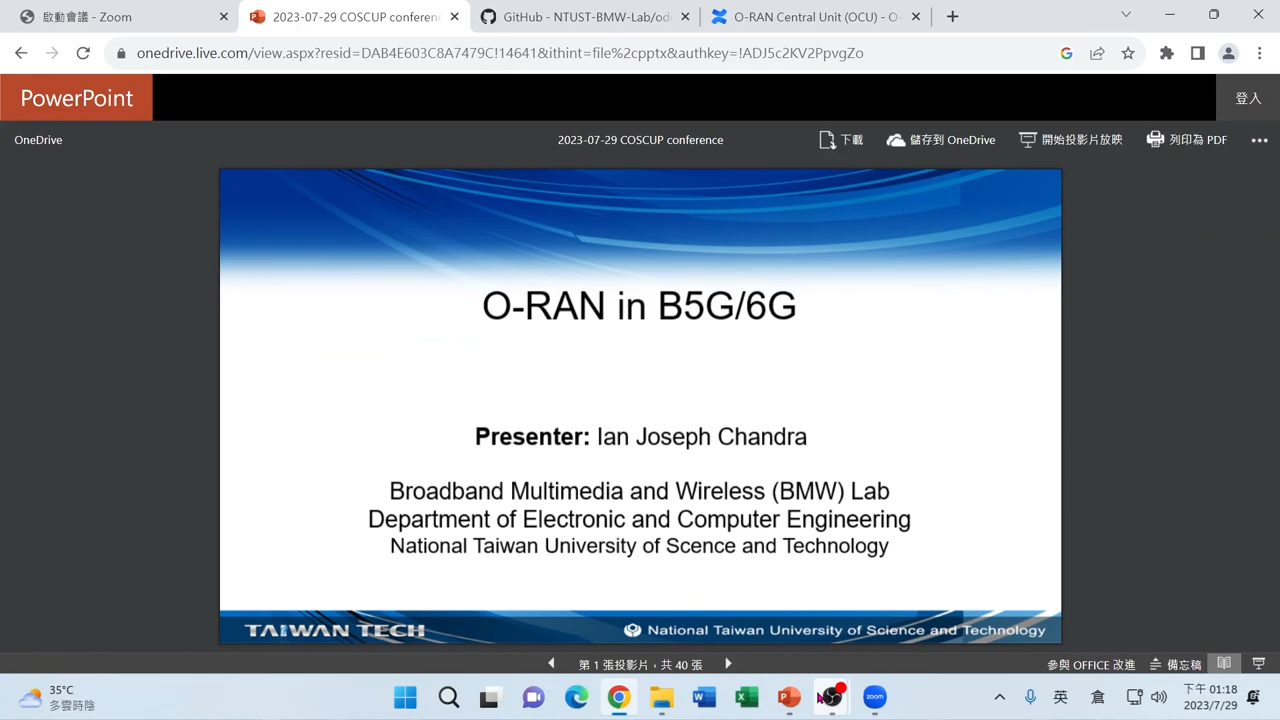 啟動會議 - Zoom
2023-07-29 COSCUP conferenc
GitHub - NTUST-BMW-Lab/od
O-RAN Central Unit (OCU) - O-
onedrive.live.com/view.aspx?resid=DAB4E603C8A7479C!14641&ithint=file%2cpptx&authkey=!ADJ5c2KV2PpvgZo
PowerPoint
登入
OneDrive
2023-07-29 COSCUP conference
下載
儲存到 OneDrive
開始投影片放映
列印為 PDF
O-RAN in B5G/6G
Presenter: Ian Joseph Chandra
Broadband Multimedia and Wireless (BMW) Lab
Department of Electronic and Computer Engineering
National Taiwan University of Scence and Technology
TAIWAN TECH
National Taiwan University of Science and Technology
第 1 張投影片，共 40 張
參與 OFFICE 改進
備忘稿
35°C
多雲時陰
zoom
英
倉
下午 01:18
2023/7/29